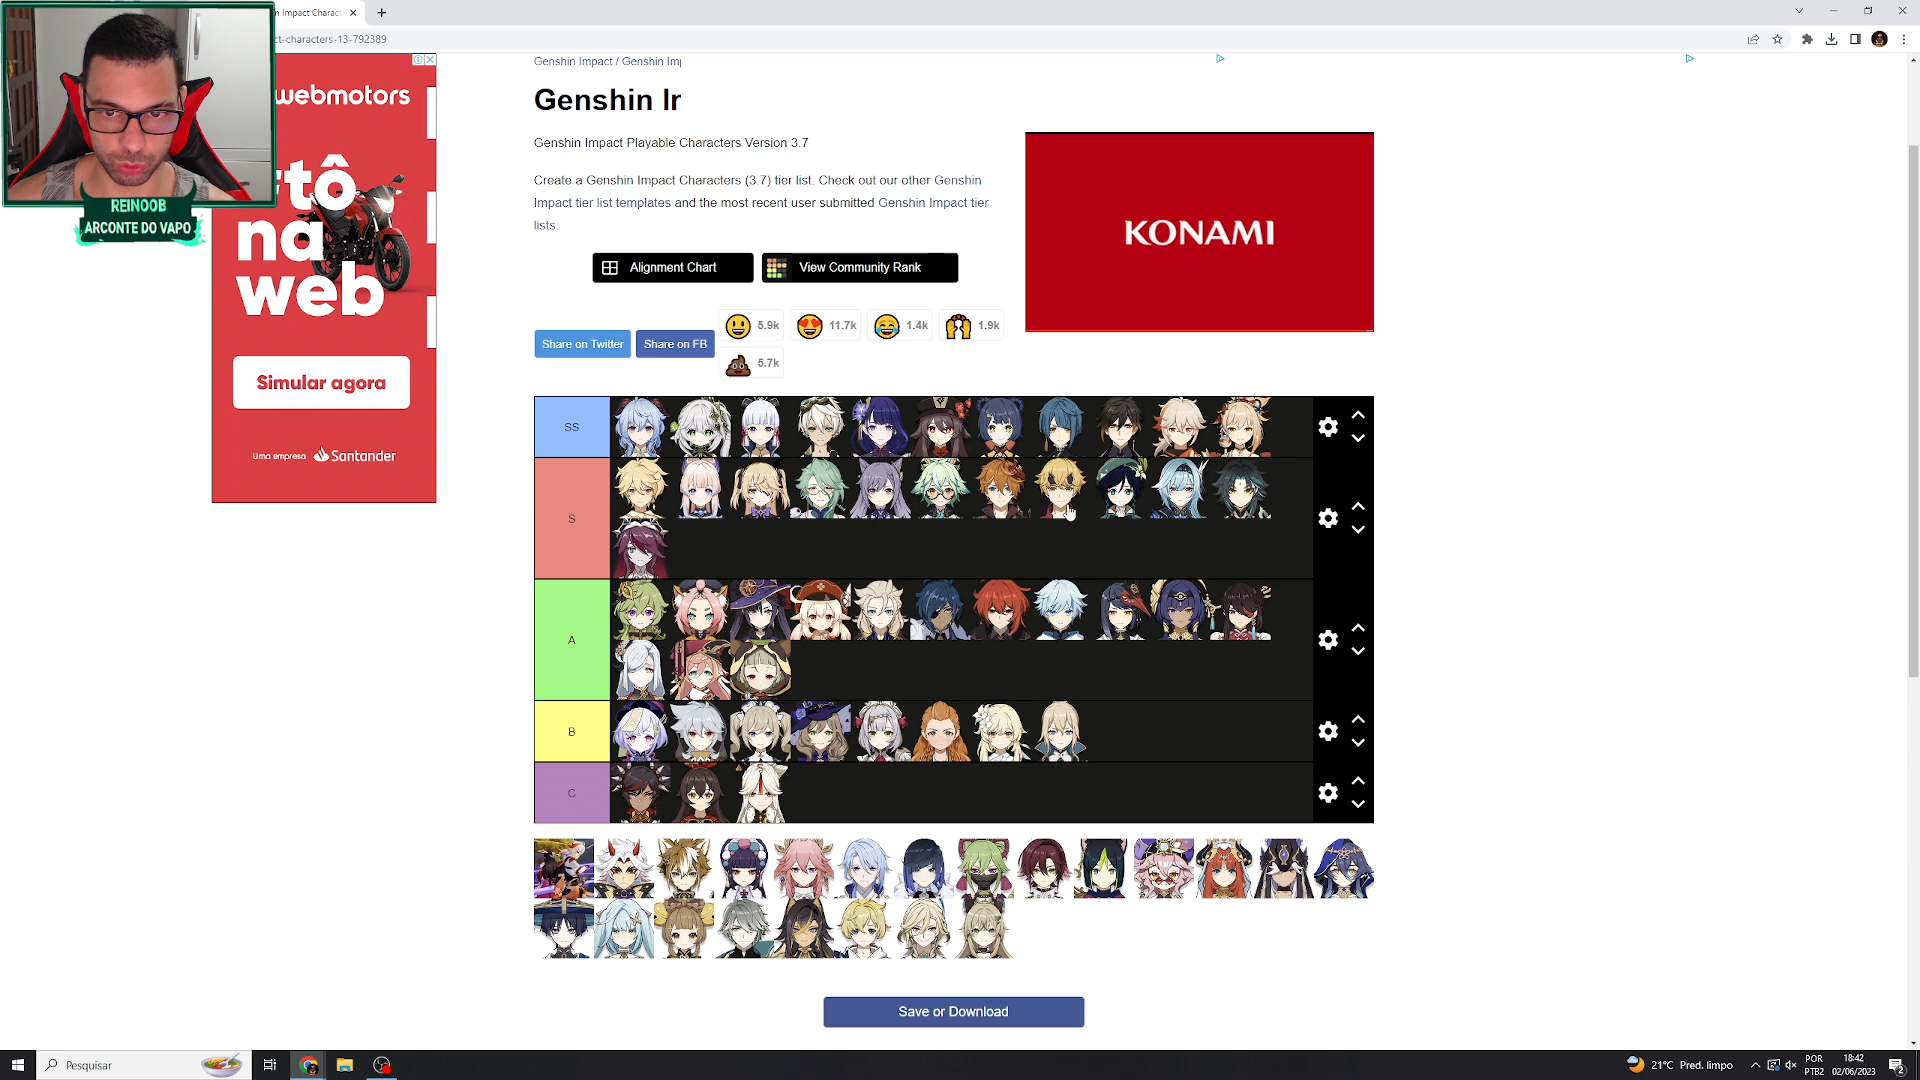 n Impact Charac
ct-characters-13-792389
REINOOB
ARCONTE DO VAPO
webmotors
rtô
na
web
Simular agora
Uma empresa Santander
Genshin Impact / Genshin Im
Genshin Ir
Genshin Impact Playable Characters Version 3.7
Create a Genshin Impact Characters (3.7) tier list. Check out our other Genshin
Impact tier list templates and the most recent user submitted Genshin Impact tier
lists.
Alignment Chart
View Community Rank
Share on Twitter
Share on FB
5.9k
11.7k
1.4k
1.9k
5.7k
KONAMI
SS
S
A
B
C
Save or Download
Pesquisar
21°C Pred. limpo
POR
PTB2
18:42
02/06/2023
2